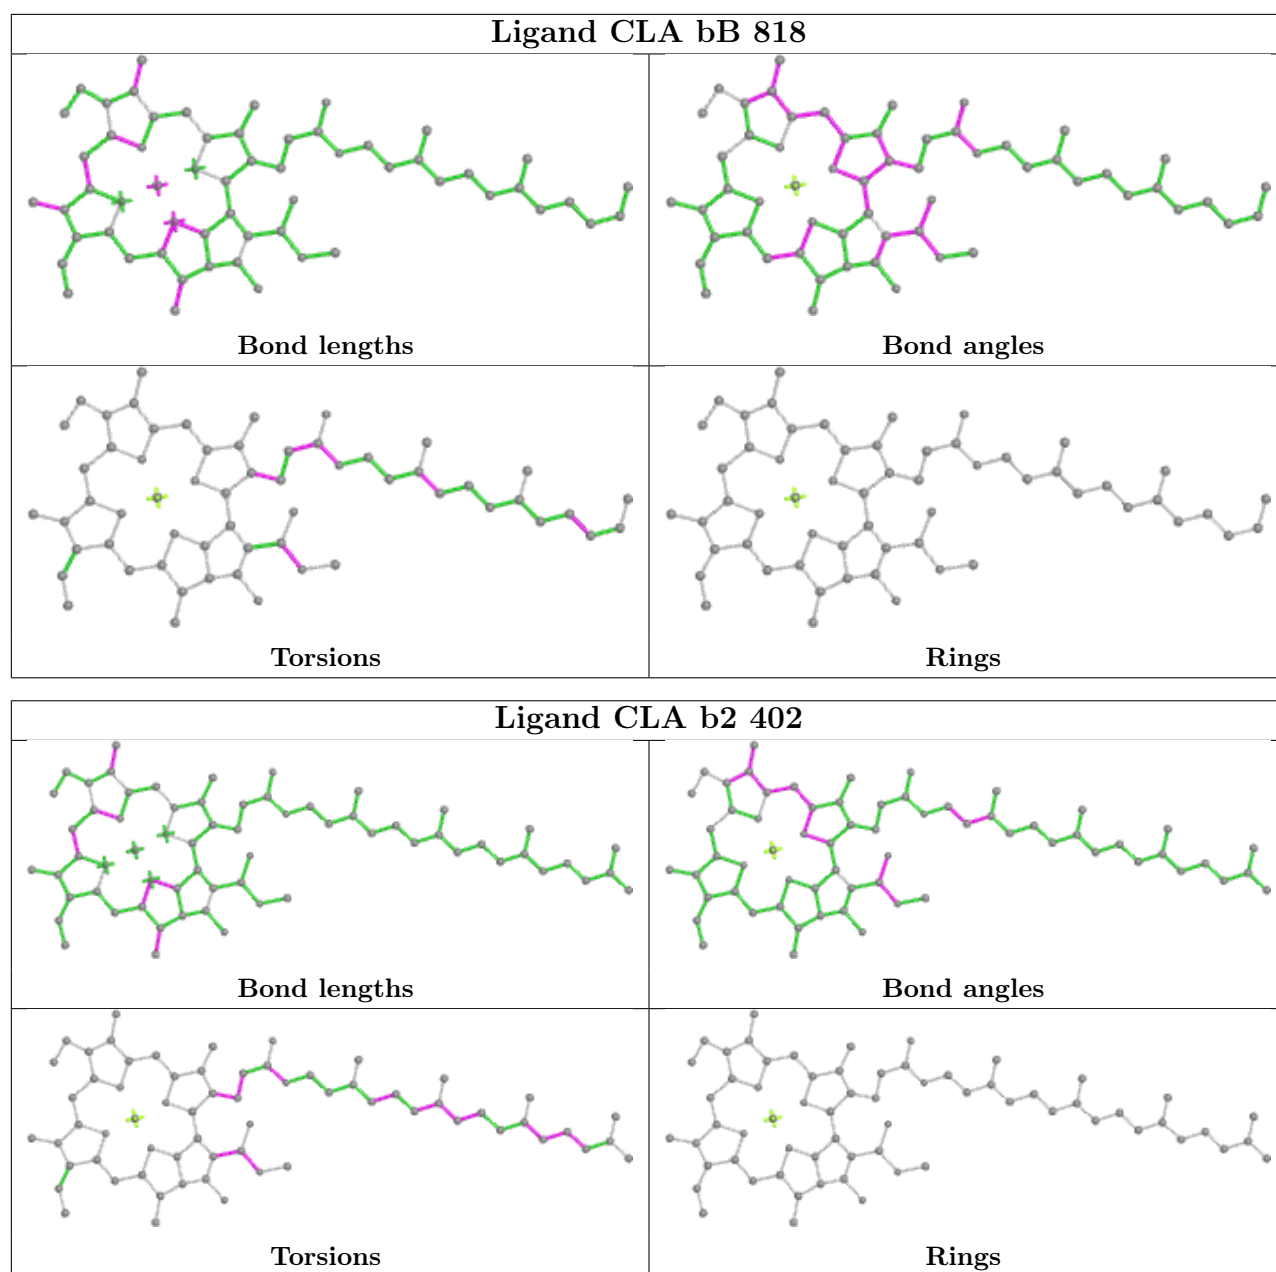 Ligand CLA bB 818
Bond lengths
Bond angles
Torsions
Rings
Ligand CLA b2 402
Bond lengths
Bond angles
Torsions
Rings